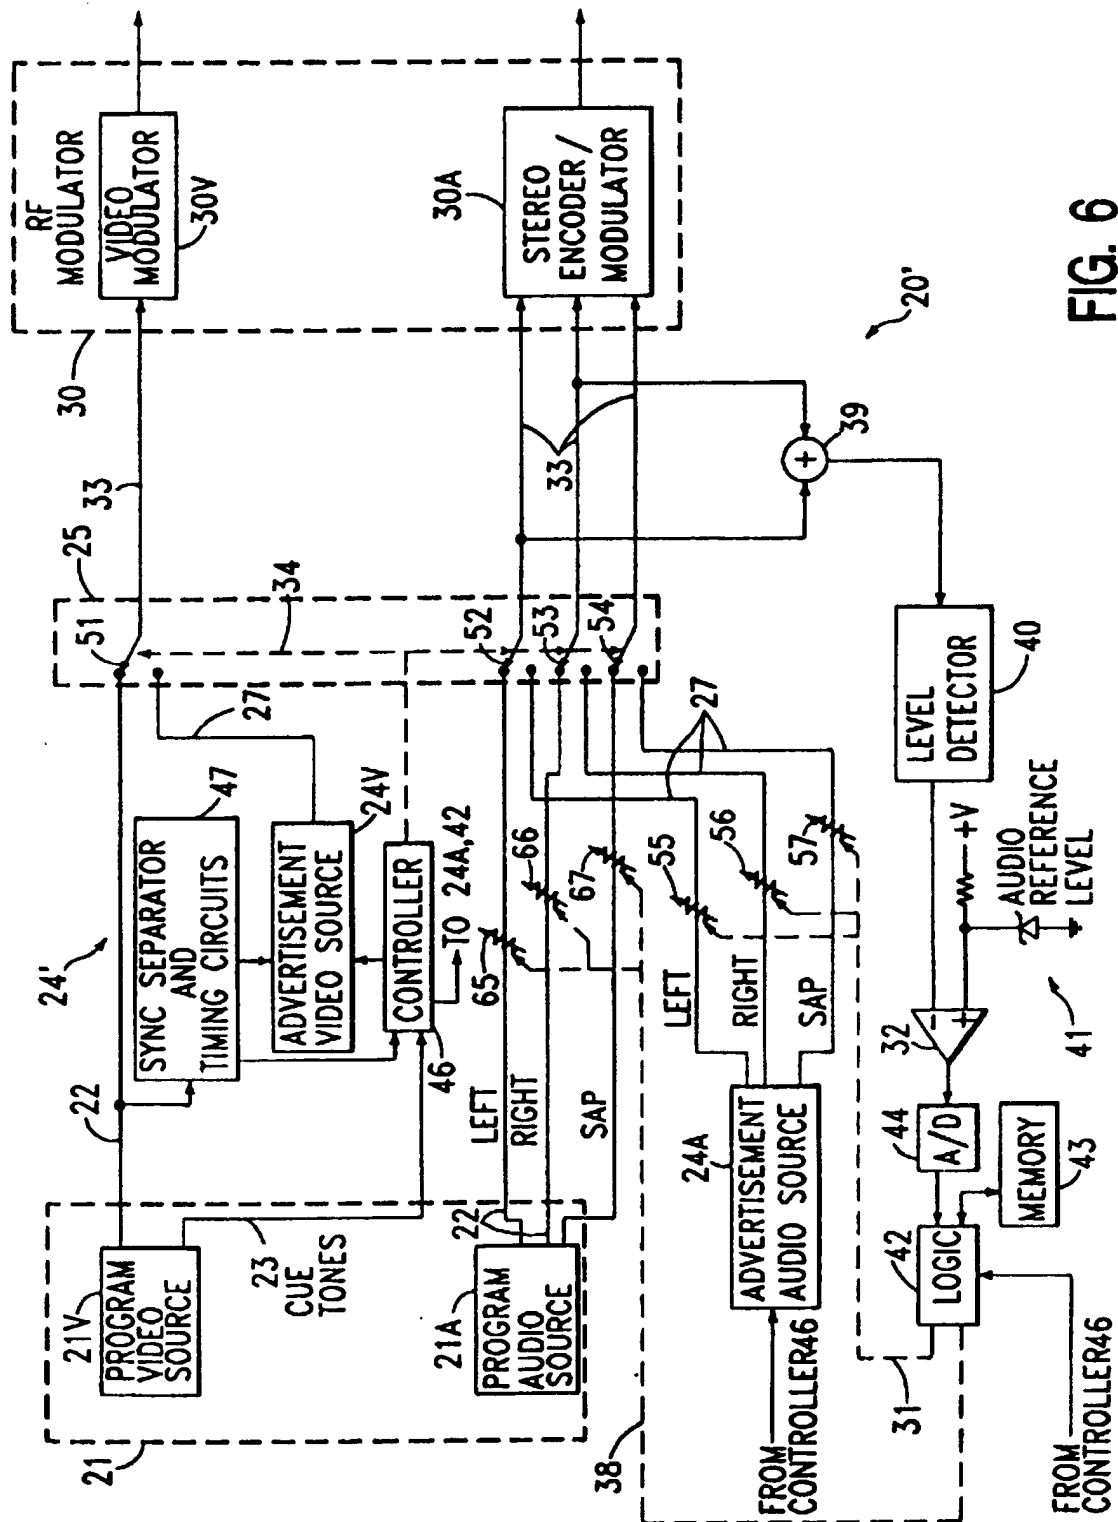 RF
MODULATOR
VIDEO
MODULATOR
30V
30
33
25
51
34
27
24'
47
SYNC SEPARATOR
AND
TIMING CIRCUITS
24V
ADVERTISEMENT
VIDEO SOURCE
CONTROLLER
46
TO 24A,42
22
21V
PROGRAM
VIDEO
SOURCE
23
CUE
TONES
21
21A
PROGRAM
AUDIO
SOURCE
22
LEFT
RIGHT
SAP
65
66
67
52
53
54
33
30A
STEREO
ENCODER/
MODULATOR
27
55
56
57
LEFT
RIGHT
SAP
24A
ADVERTISEMENT
AUDIO SOURCE
FROM
CONTROLLER46
38
31
39
+
20'
40
LEVEL
DETECTOR
+V
AUDIO
REFERENCE
LEVEL
41
32
−
+
44
A/D
42
LOGIC
MEMORY
43
FROM
CONTROLLER46
FIG. 6